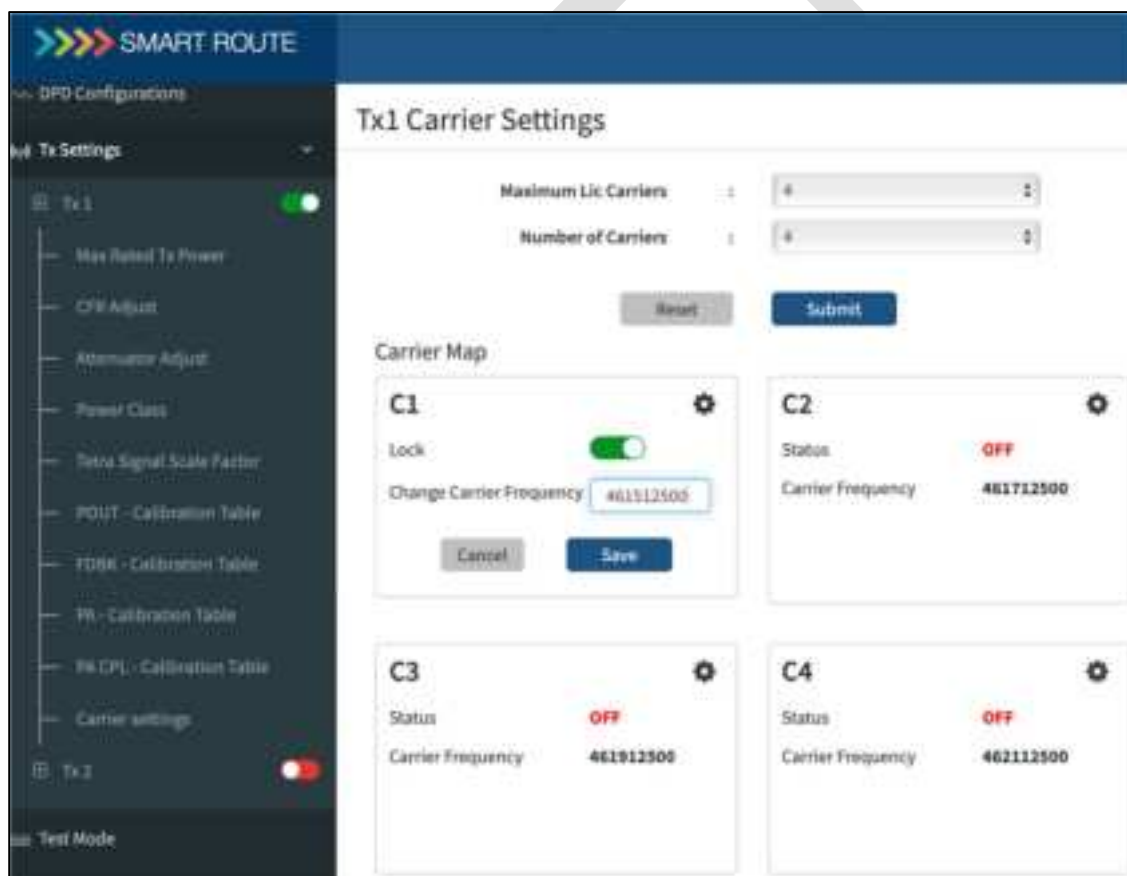 SMART ROUTE
DPD Configurations
Tx Settings
Tx 1
Max Rated Tx Power
CFR Adjust
Attenuator Adjust
Power Class
Tetra Signal Scale Factor
POUT - Calibration Table
FDBK - Calibration Table
PA - Calibration Table
PA CPL - Calibration Table
Carrier settings
Tx 2
Test Mode
Tx1 Carrier Settings
Maximum Lic Carriers : 4
Number of Carriers : 4
Reset Submit
Carrier Map
C1
Lock
Change Carrier Frequency 461512500
Cancel Save
C2
Status OFF
Carrier Frequency 461712500
C3
Status OFF
Carrier Frequency 461912500
C4
Status OFF
Carrier Frequency 462112500